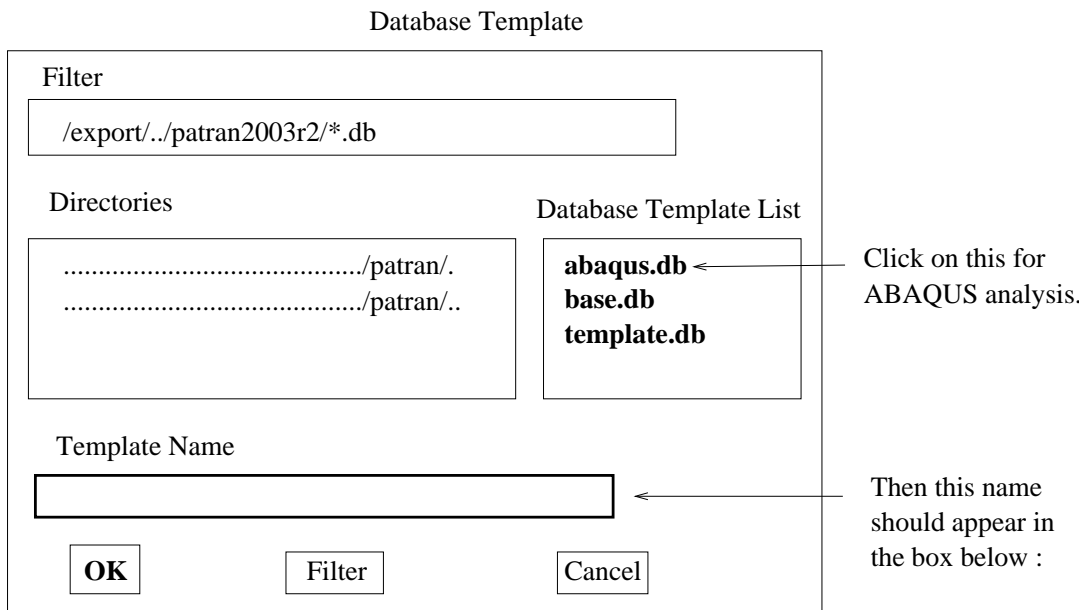 Database Template
Filter
/export/../patran2003r2/*.db
Directories
Database Template List
........................................./patran/.
........................................./patran/..
abaqus.db
base.db
template.db
Click on this for
ABAQUS analysis.
Template Name
Then this name
should appear in
the box below :
OK
Filter
Cancel